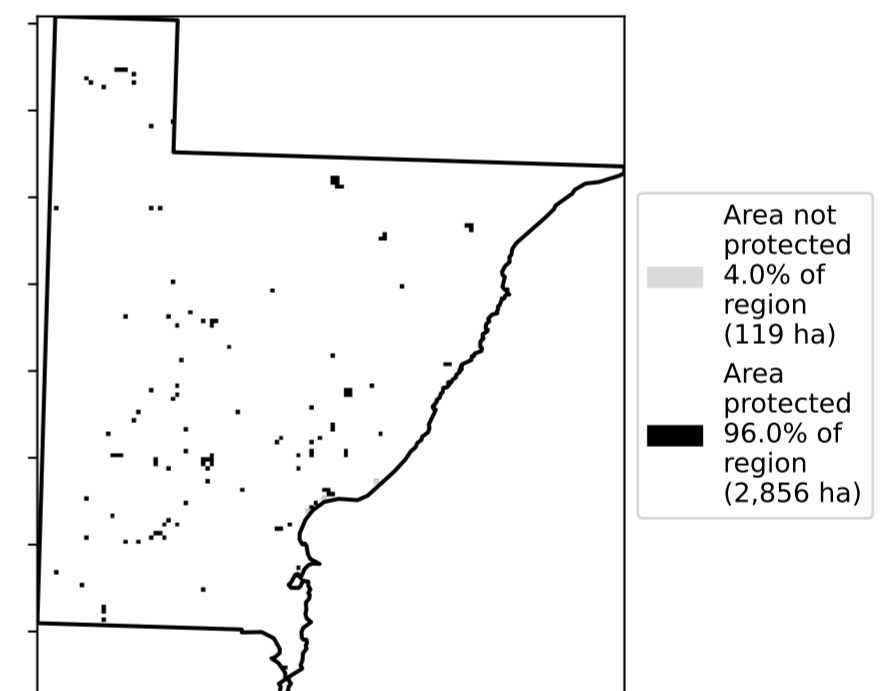 Area not
protected
4.0% of
region
(119 ha)
Area
protected
96.0% of
region
(2,856 ha)